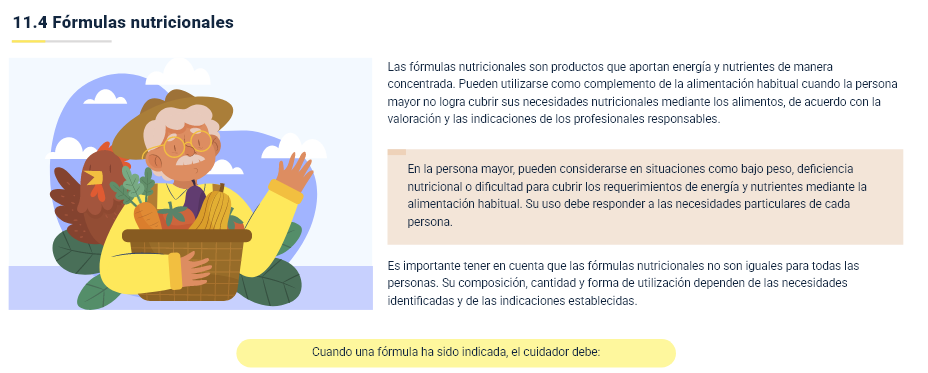 11.4 Fórmulas nutricionales
Las fórmulas nutricionales son productos que aportan energía y nutrientes de manera
concentrada. Pueden utilizarse como complemento de la alimentación habitual cuando la persona
mayor no logra cubrir sus necesidades nutricionales mediante los alimentos, de acuerdo con la
valoración y las indicaciones de los profesionales responsables.
En la persona mayor, pueden considerarse en situaciones como bajo peso, deficiencia
nutricional o dificultad para cubrir los requerimientos de energía y nutrientes mediante la
alimentación habitual. Su uso debe responder a las necesidades particulares de cada
persona.
Es importante tener en cuenta que las fórmulas nutricionales no son iguales para todas las
personas. Su composición, cantidad y forma de utilización dependen de las necesidades
identificadas y de las indicaciones establecidas.
Cuando una fórmula ha sido indicada, el cuidador debe: